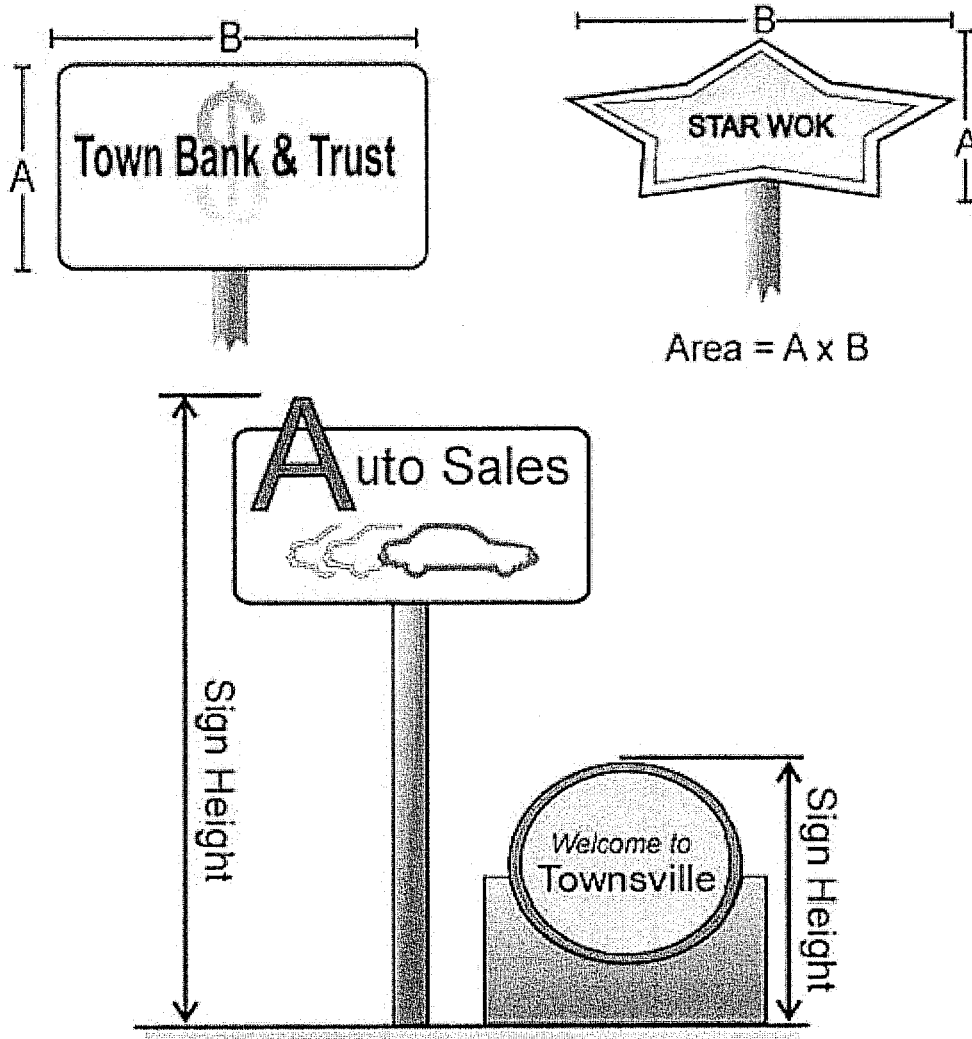 B
B
A
$
Town Bank & Trust
STAR WOK
A
Area = A x B
Auto Sales
Sign Height
Welcome to
Townsville
Sign Height